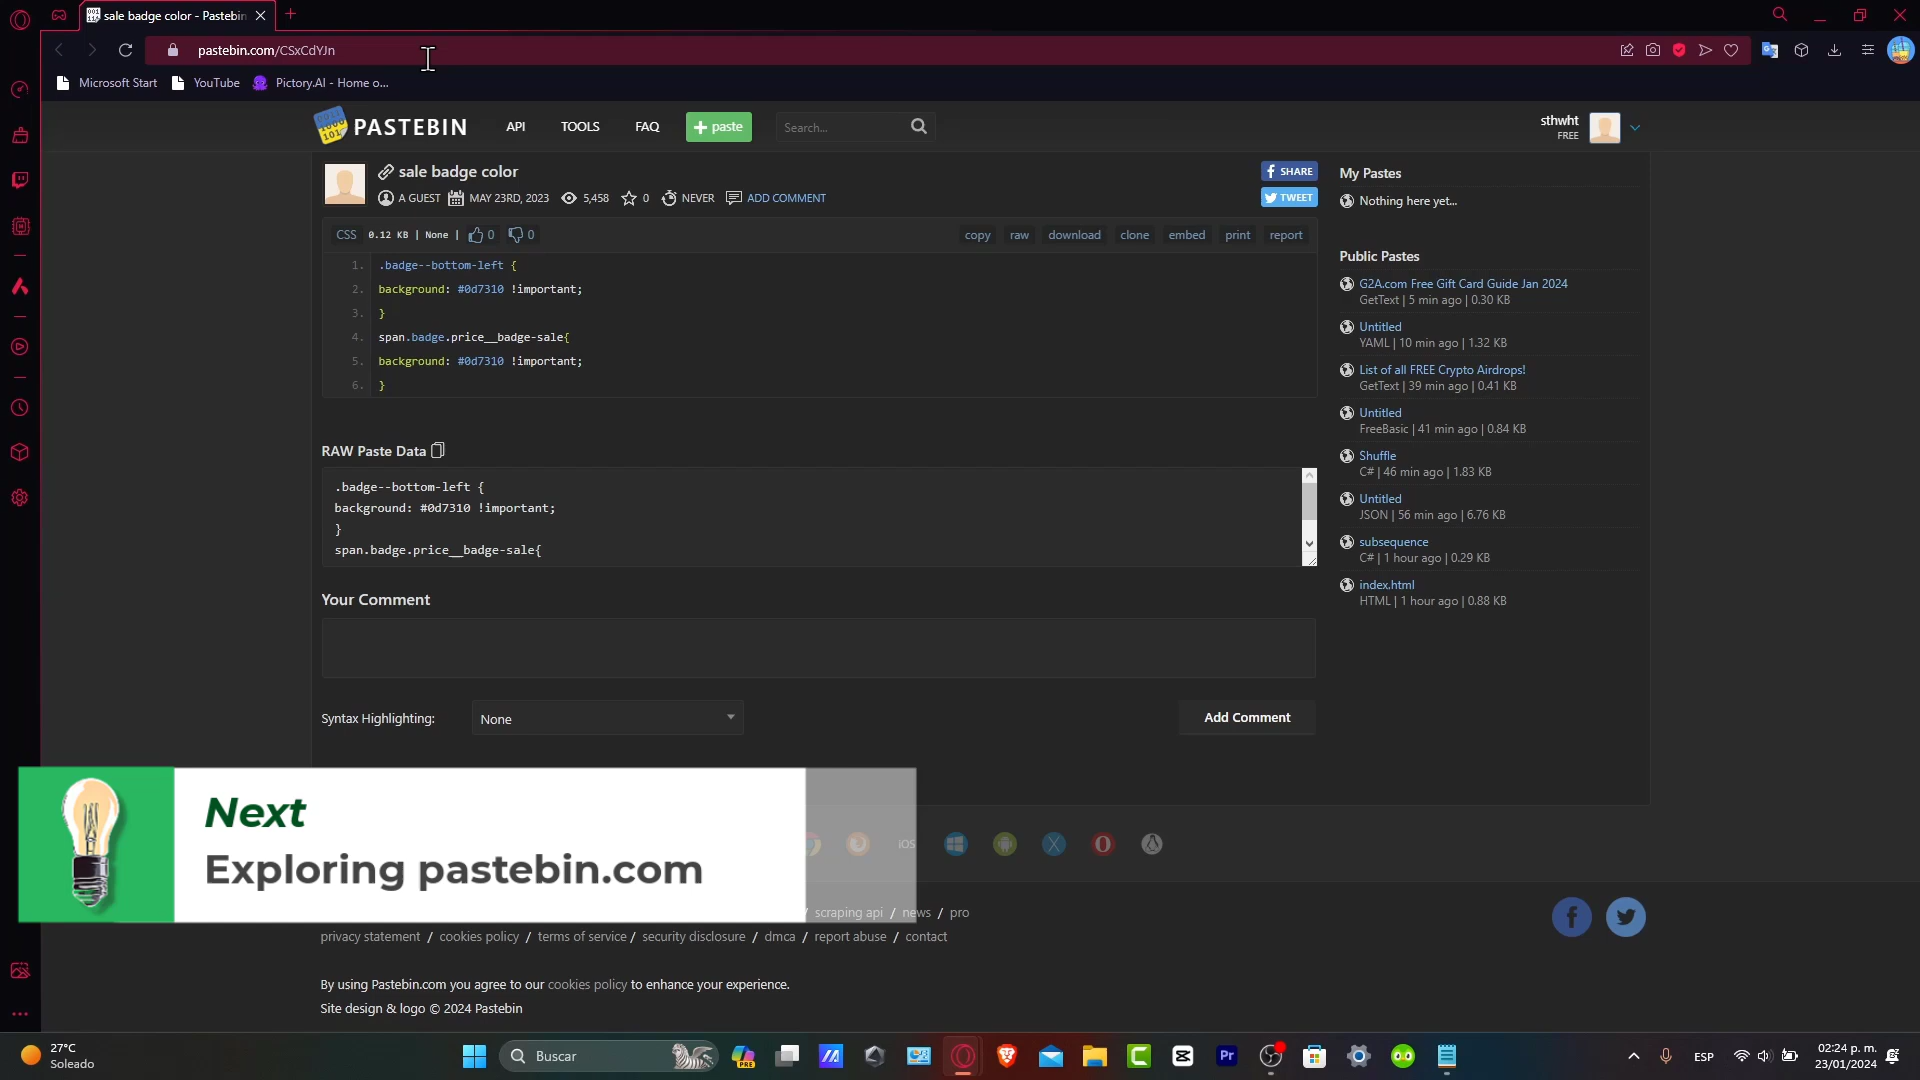 sale badge color - Pastebin
pastebin.com/CSxCdYJn
Microsoft Start
YouTube
Pictory.AI - Home o...
PASTEBIN
API
TOOLS
FAQ
+ paste
Search...
sthwht
FREE
sale badge color
A GUEST
MAY 23RD, 2023
5,458
0
NEVER
ADD COMMENT
SHARE
TWEET
CSS 0.12 KB | None | 0 0
copy
raw
download
clone
embed
print
report
1. .badge--bottom-left {
2. background: #0d7310 !important;
3. }
4. span.badge.price__badge-sale{
5. background: #0d7310 !important;
6. }
RAW Paste Data
.badge--bottom-left {
background: #0d7310 !important;
}
span.badge.price__badge-sale{
Your Comment
Syntax Highlighting:
None
Add Comment
My Pastes
Nothing here yet...
Public Pastes
G2A.com Free Gift Card Guide Jan 2024
GetText | 5 min ago | 0.30 KB
Untitled
YAML | 10 min ago | 1.32 KB
List of all FREE Crypto Airdrops!
GetText | 39 min ago | 0.41 KB
Untitled
FreeBasic | 41 min ago | 0.84 KB
Shuffle
C# | 46 min ago | 1.83 KB
Untitled
JSON | 56 min ago | 6.76 KB
subsequence
C# | 1 hour ago | 0.29 KB
index.html
HTML | 1 hour ago | 0.88 KB
Next
Exploring pastebin.com
iOS
/ scraping api / news / pro
privacy statement / cookies policy / terms of service / security disclosure / dmca / report abuse / contact
By using Pastebin.com you agree to our cookies policy to enhance your experience.
Site design & logo © 2024 Pastebin
27°C
Soleado
Buscar
PRE
Pr
ESP
02:24 p. m.
23/01/2024